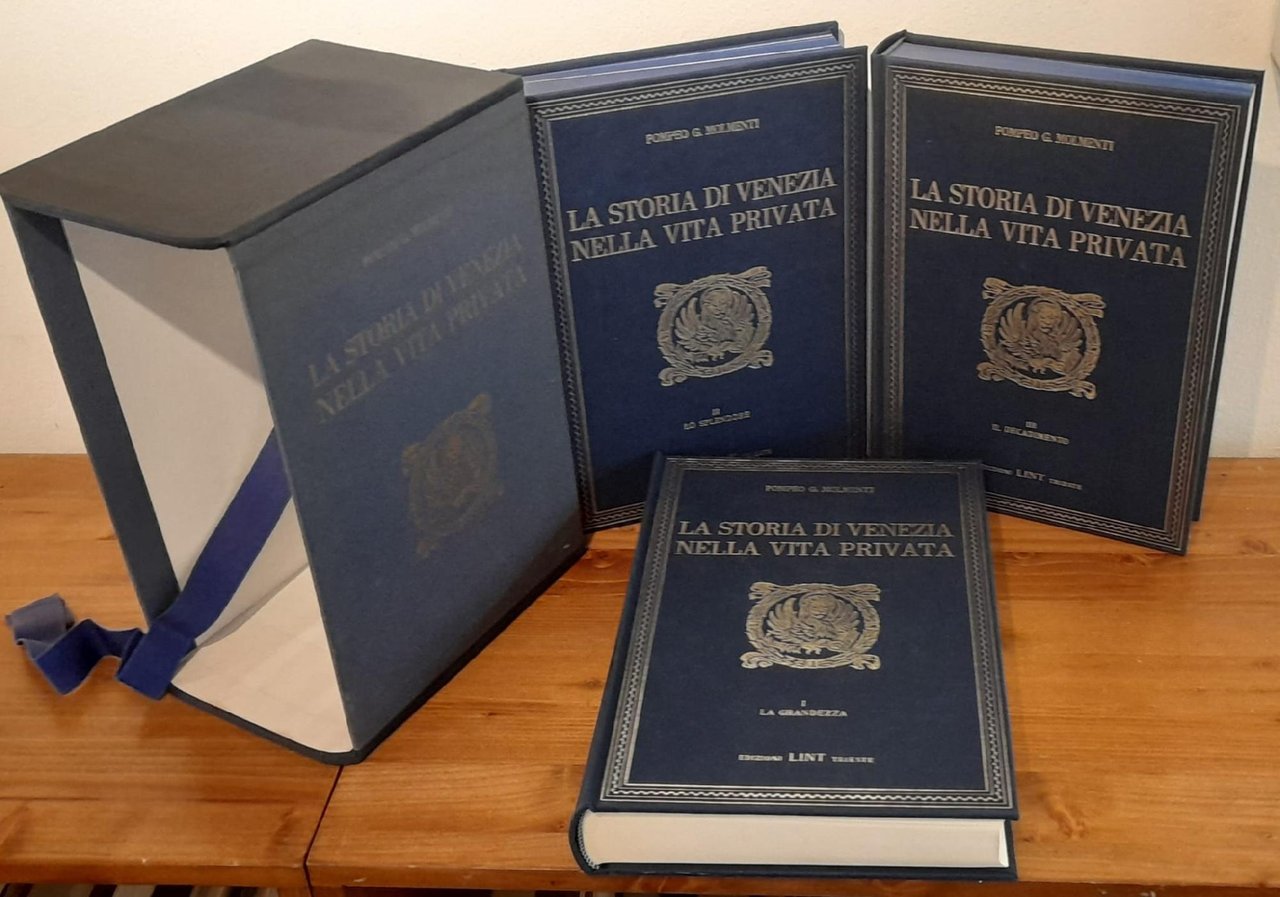 LA STORIA DI VENEZIA
NELLA VITA PRIVATA
POMPEO G. MOLMENTI
LA STORIA DI VENEZIA
NELLA VITA PRIVATA
II
LO SPLENDORE
POMPEO G. MOLMENTI
LA STORIA DI VENEZIA
NELLA VITA PRIVATA
III
IL DECADIMENTO
EDIZIONI LINT TRIESTE
POMPEO G. MOLMENTI
LA STORIA DI VENEZIA
NELLA VITA PRIVATA
I
LA GRANDEZZA
EDIZIONI LINT TRIESTE